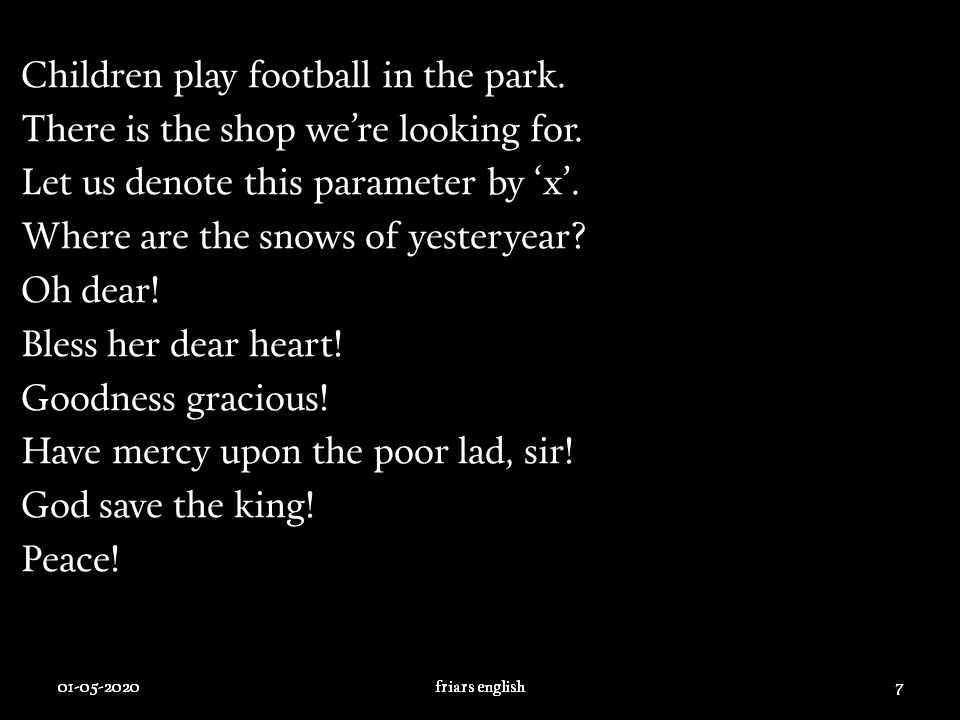 Children play football in the park.
There is the shop we’re looking for.
Let us denote this parameter by ‘x’.
Where are the snows of yesteryear?
Oh dear!
Bless her dear heart!
Goodness gracious!
Have mercy upon the poor lad, sir!
God save the king!
Peace!
01-05-2020 friars english 7